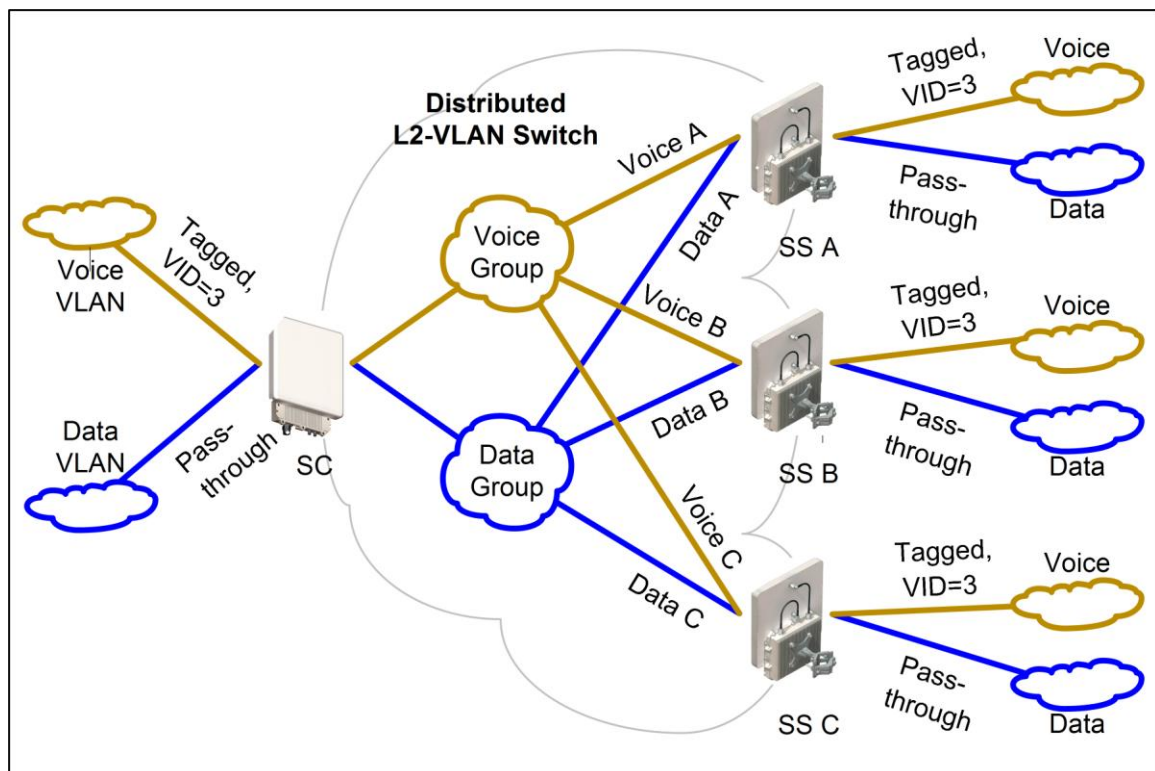 Distributed
L2-VLAN Switch
Voice
VLAN
Tagged,
VID=3
Data
VLAN
Pass-
through
SC
Voice
Group
Data
Group
Voice A
Data A
Voice B
Data B
Voice C
Data C
SS A
Tagged,
VID=3
Voice
Pass-
through
Data
SS B
Tagged,
VID=3
Voice
Pass-
through
Data
SS C
Tagged,
VID=3
Voice
Pass-
through
Data